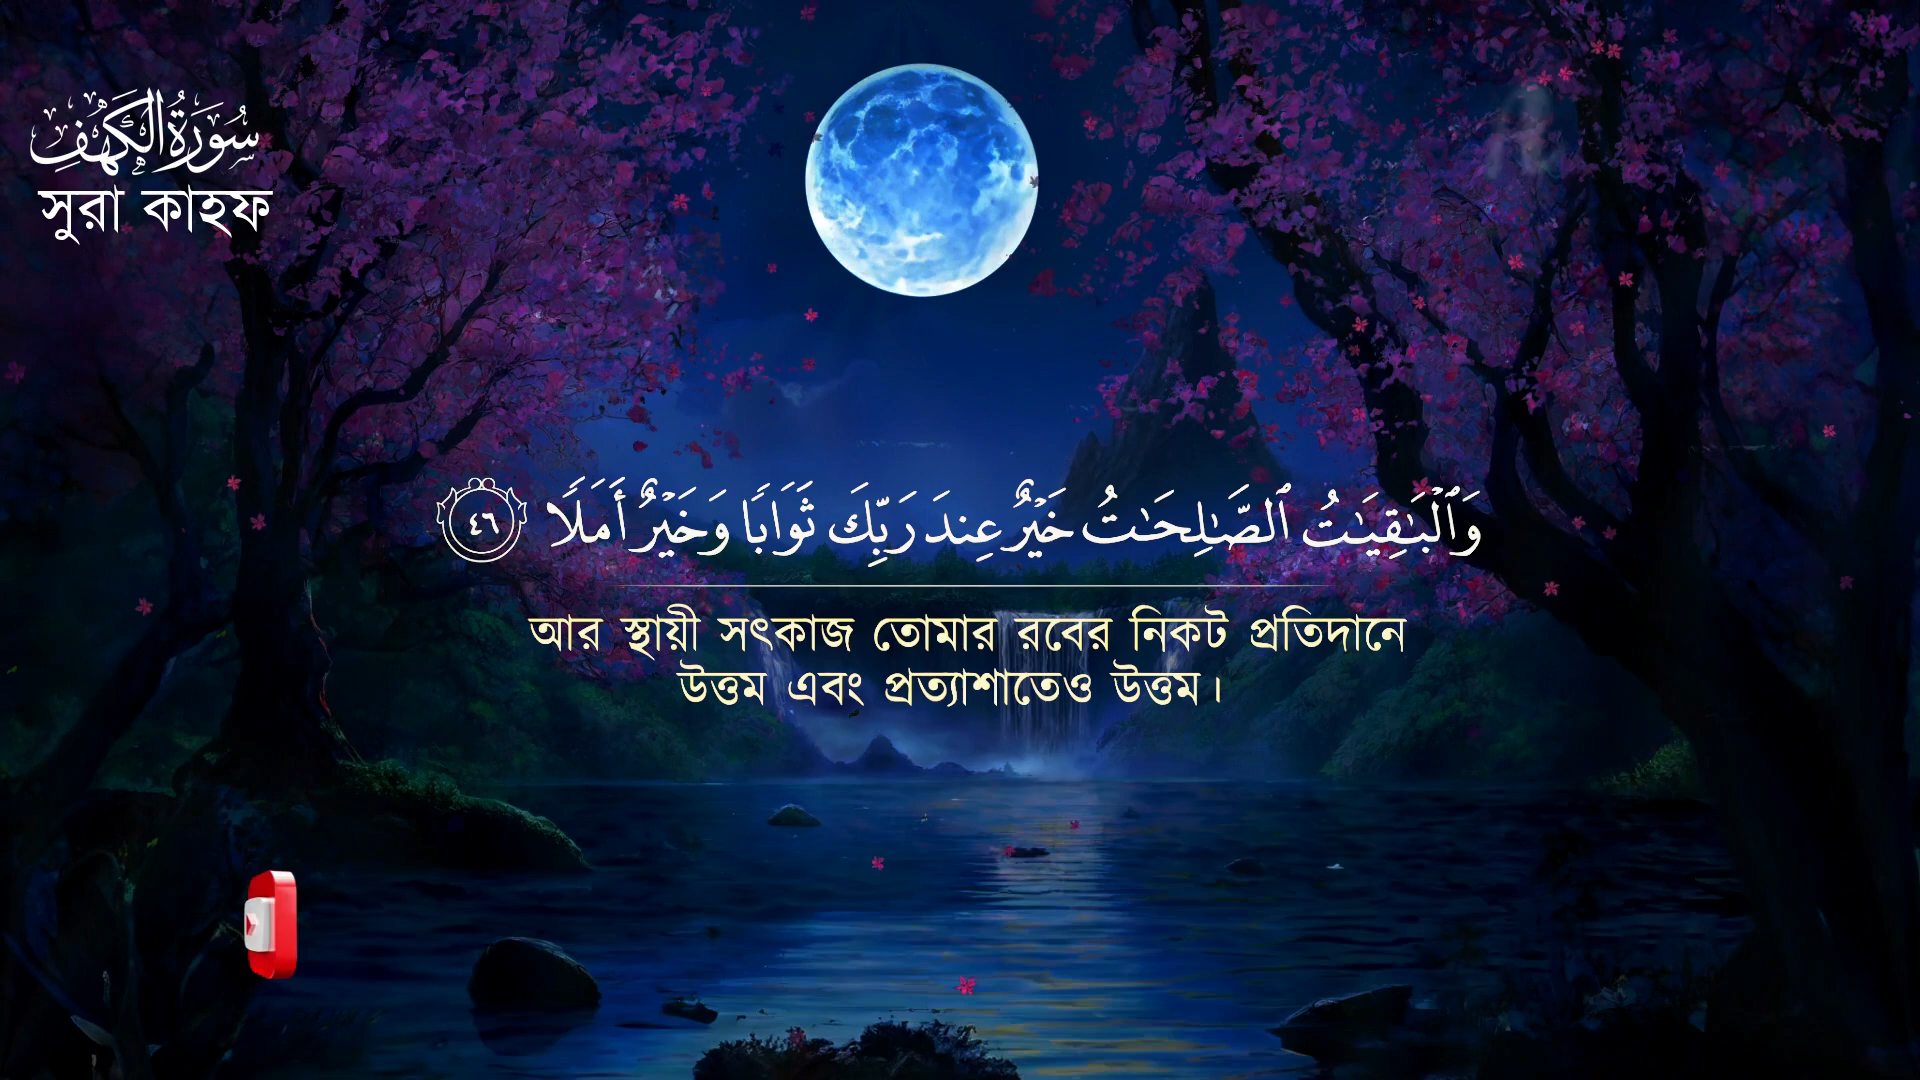 سُورَةُ الكَهْفِ
সুরা কাহফ
وَٱلْبَـٰقِيَـٰتُ ٱلصَّـٰلِحَـٰتُ خَيْرٌ عِندَ رَبِّكَ ثَوَابًا وَخَيْرٌ أَمَلًا ٤٦
আর স্থায়ী সৎকাজ তোমার রবের নিকট প্রতিদানে
উত্তম এবং প্রত্যাশাতেও উত্তম।